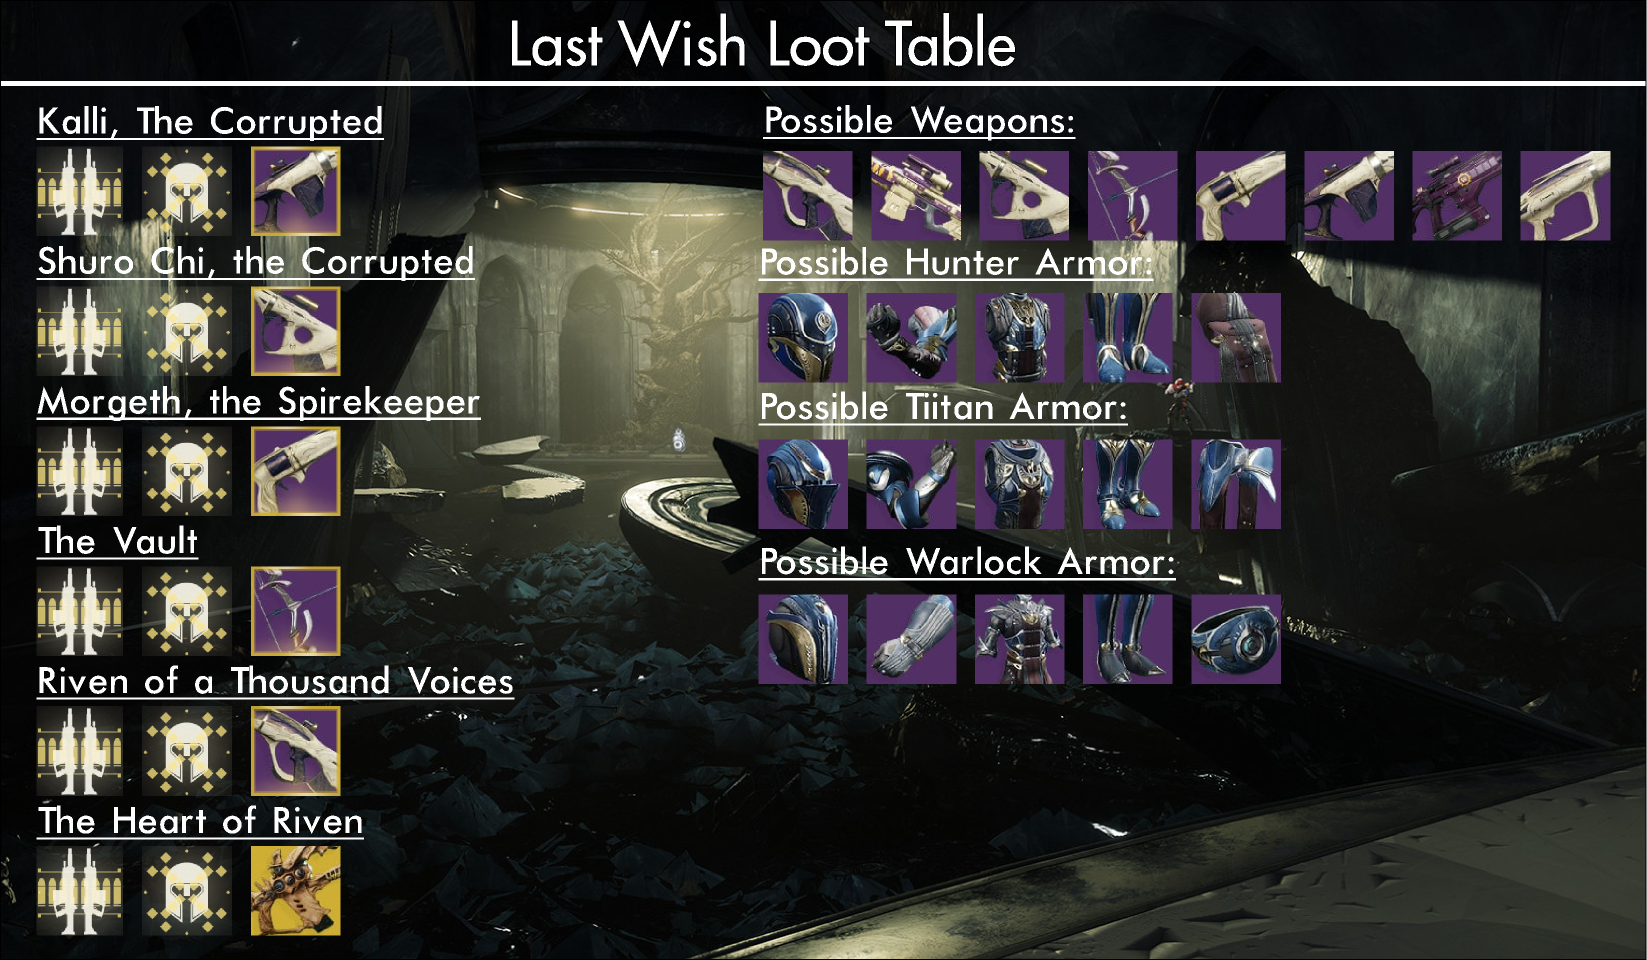 Last Wish Loot Table
Kalli, The Corrupted
Shuro Chi, the Corrupted
Morgeth, the Spirekeeper
The Vault
Riven of a Thousand Voices
The Heart of Riven
Possible Weapons:
Possible Hunter Armor:
Possible Tiitan Armor:
Possible Warlock Armor: